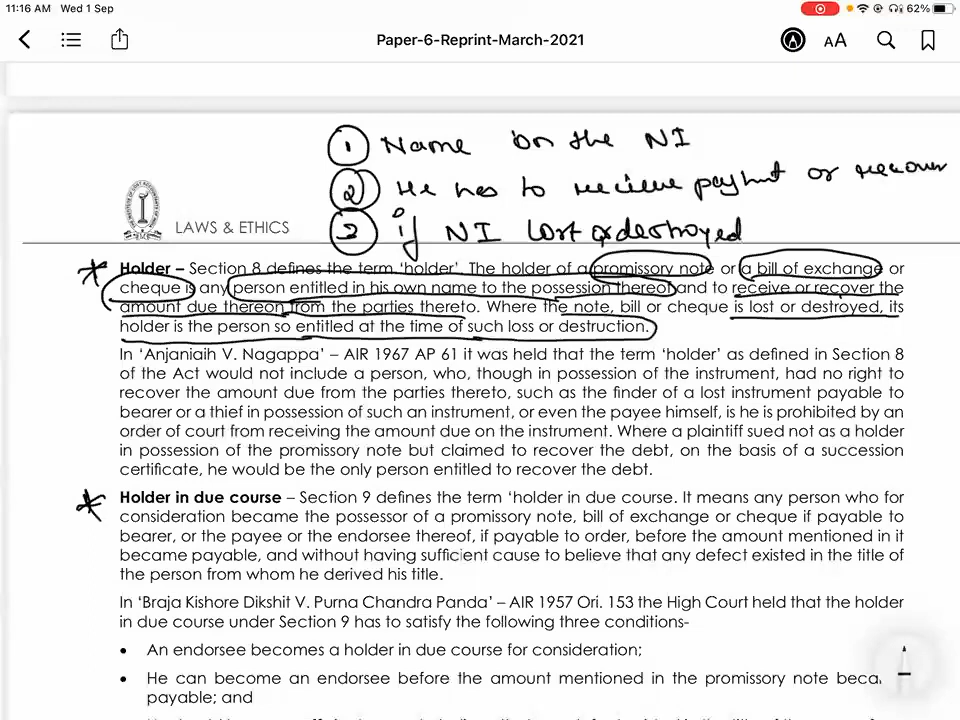 11:16 AM Wed 1 Sep
62%
Paper-6-Reprint-March-2021
AA
1 Name on the NI
2 He has to recieve paymnt or recover
3 if NI lost or destroyed
LAWS & ETHICS
Holder – Section 8 defines the term 'holder'. The holder of a promissory note or a bill of exchange or
cheque is any person entitled in his own name to the possession thereof and to receive or recover the
amount due thereon from the parties thereto. Where the note, bill or cheque is lost or destroyed, its
holder is the person so entitled at the time of such loss or destruction.
In 'Anjaniaih V. Nagappa' – AIR 1967 AP 61 it was held that the term 'holder' as defined in Section 8
of the Act would not include a person, who, though in possession of the instrument, had no right to
recover the amount due from the parties thereto, such as the finder of a lost instrument payable to
bearer or a thief in possession of such an instrument, or even the payee himself, is he is prohibited by an
order of court from receiving the amount due on the instrument. Where a plaintiff sued not as a holder
in possession of the promissory note but claimed to recover the debt, on the basis of a succession
certificate, he would be the only person entitled to recover the debt.
Holder in due course – Section 9 defines the term 'holder in due course. It means any person who for
consideration became the possessor of a promissory note, bill of exchange or cheque if payable to
bearer, or the payee or the endorsee thereof, if payable to order, before the amount mentioned in it
became payable, and without having sufficient cause to believe that any defect existed in the title of
the person from whom he derived his title.
In 'Braja Kishore Dikshit V. Purna Chandra Panda' – AIR 1957 Ori. 153 the High Court held that the holder
in due course under Section 9 has to satisfy the following three conditions-
• An endorsee becomes a holder in due course for consideration;
• He can become an endorsee before the amount mentioned in the promissory note
payable; and